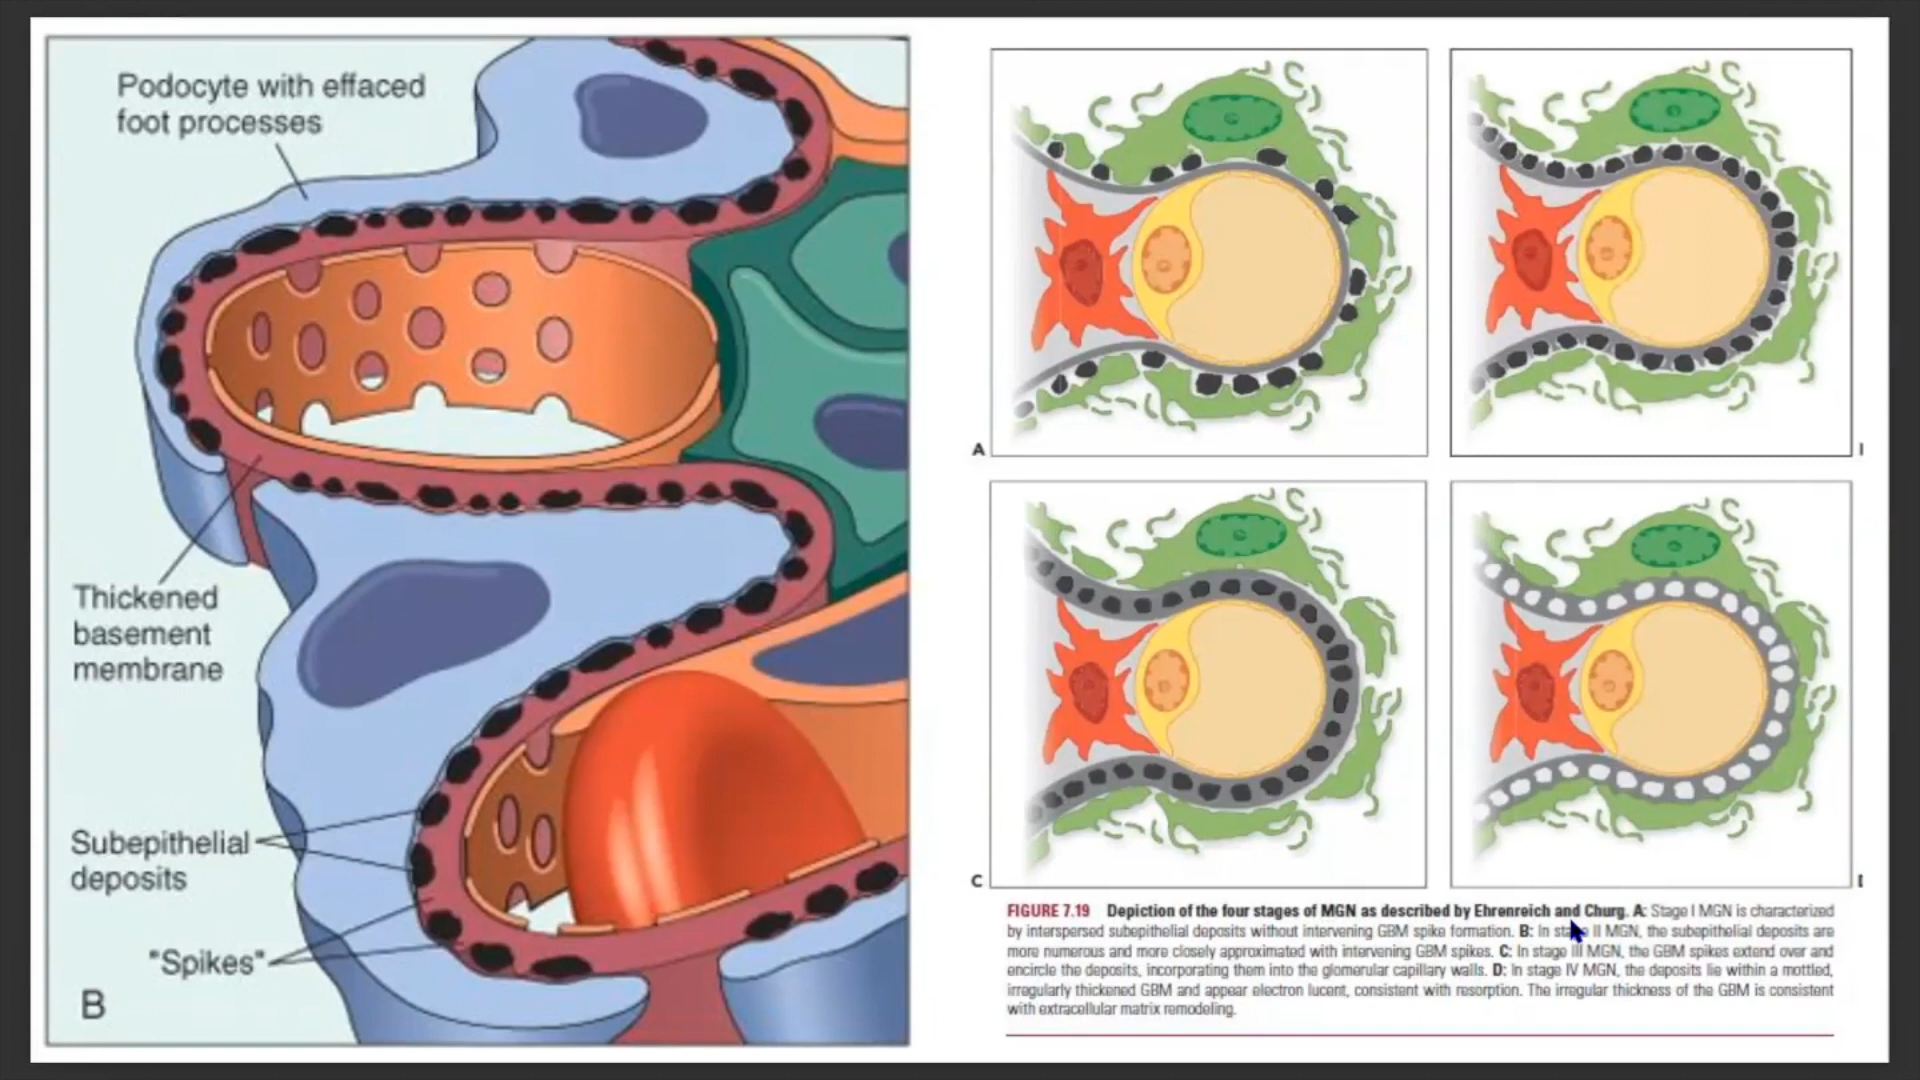 Podocyte with effaced
foot processes
Thickened
basement
membrane
Subepithelial
deposits
"Spikes"
B
A
C
FIGURE 7.19 Depiction of the four stages of MGN as described by Ehrenreich and Churg. A: Stage I MGN is characterized
by interspersed subepithelial deposits without intervening GBM spike formation. B: In stage II MGN, the subepithelial deposits are
more numerous and more closely approximated with intervening GBM spikes. C: In stage III MGN, the GBM spikes extend over and
encircle the deposits, incorporating them into the glomerular capillary walls. D: In stage IV MGN, the deposits lie within a mottled,
irregularly thickened GBM and appear electron lucent, consistent with resorption. The irregular thickness of the GBM is consistent
with extracellular matrix remodeling.